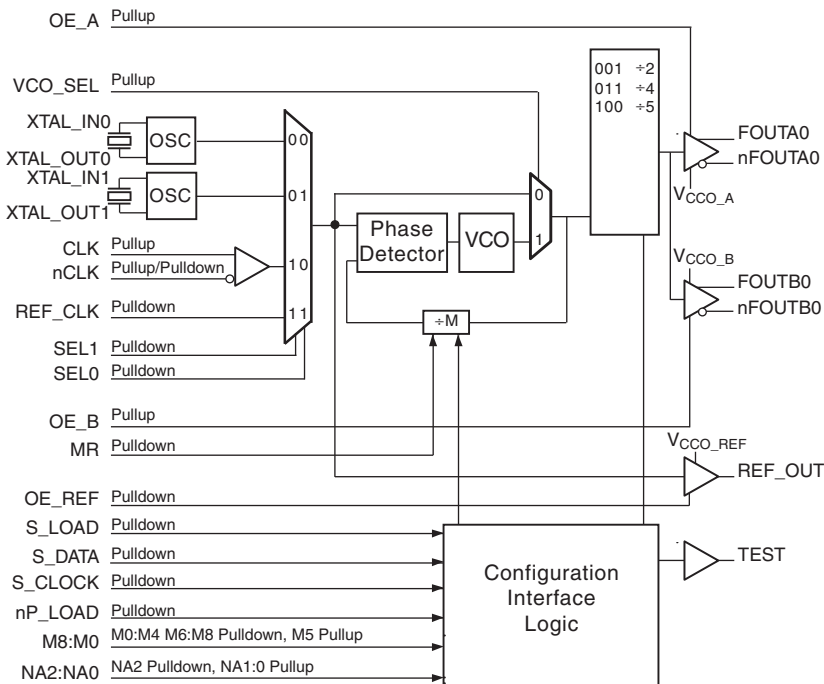 OE_A Pullup
VCO_SEL Pullup
XTAL_IN0
OSC
XTAL_OUT0
XTAL_IN1
OSC
XTAL_OUT1
CLK Pullup
nCLK Pullup/Pulldown
REF_CLK Pulldown
SEL1 Pulldown
SEL0 Pulldown
OE_B Pullup
MR Pulldown
OE_REF Pulldown
S_LOAD Pulldown
S_DATA Pulldown
S_CLOCK Pulldown
nP_LOAD Pulldown
M8:M0 M0:M4 M6:M8 Pulldown, M5 Pullup
NA2:NA0 NA2 Pulldown, NA1:0 Pullup
00
01
10
11
Phase
Detector
VCO
0
1
÷M
001 ÷2
011 ÷4
100 ÷5
FOUTA0
nFOUTA0
VCCO_A
VCCO_B
FOUTB0
nFOUTB0
VCCO_REF
REF_OUT
Configuration
Interface
Logic
TEST